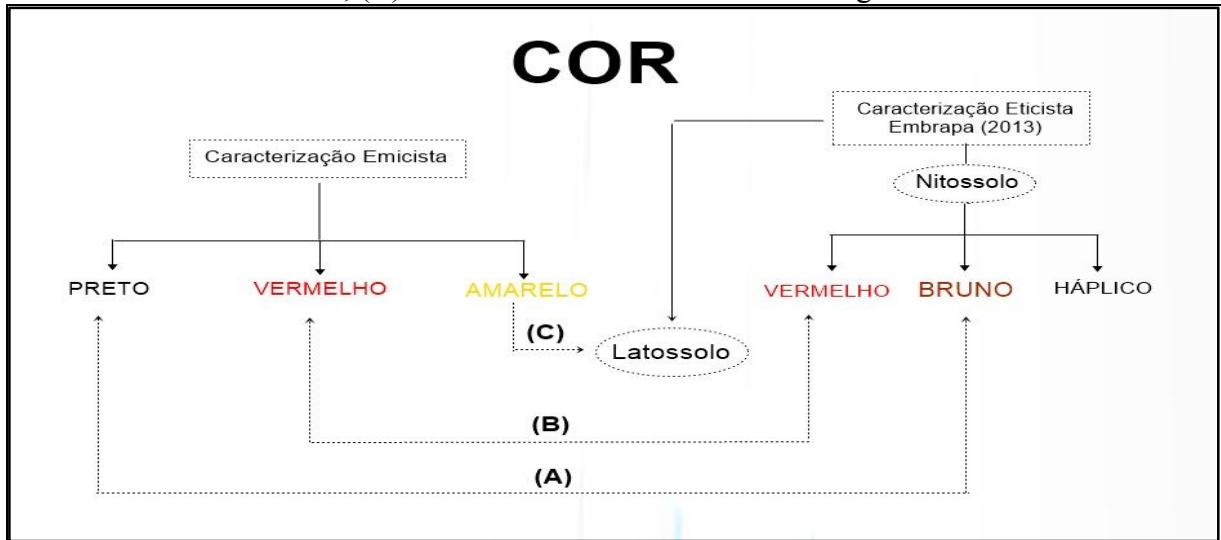 COR
Caracterização Emicista
Caracterização Eticista
Embrapa (2013)
Nitossolo
PRETO
VERMELHO
AMARELO
VERMELHO
BRUNO
HÁPLICO
(C)
Latossolo
(B)
(A)